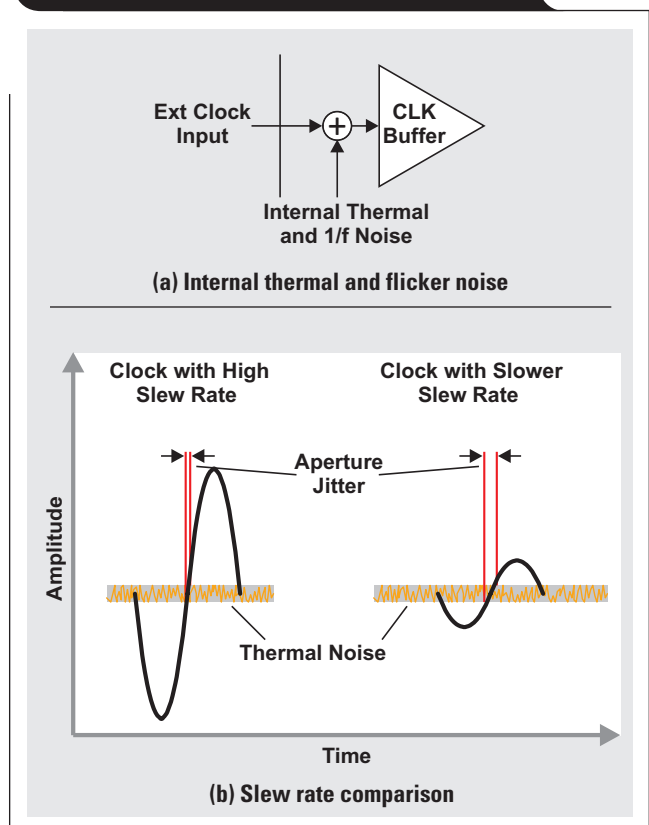 Ext Clock
Input
+
CLK
Buffer
Internal Thermal
and 1/f Noise
(a) Internal thermal and flicker noise
Clock with High
Slew Rate
Clock with Slower
Slew Rate
Aperture
Jitter
Amplitude
Thermal Noise
Time
(b) Slew rate comparison